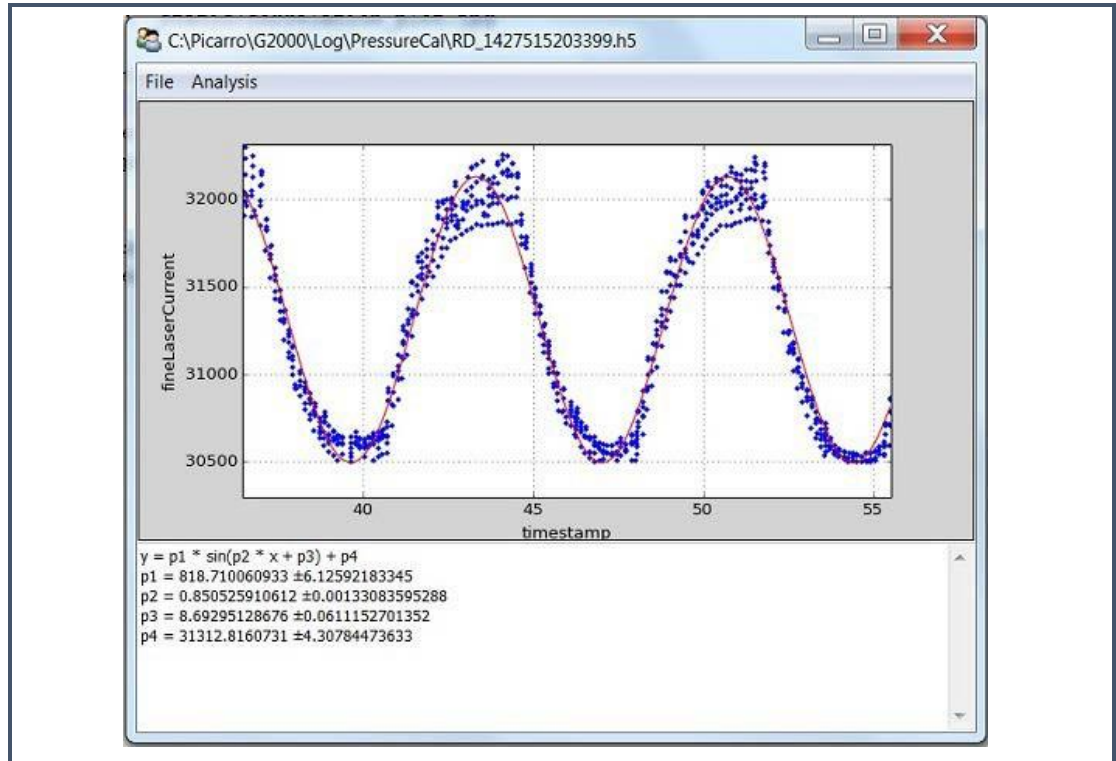 C:\Picarro\G2000\Log\PressureCal\RD_1427515203399.h5
File Analysis
fineLaserCurrent
32000
31500
31000
30500
40 45 50 55
timestamp
y = p1 * sin(p2 * x + p3) + p4
p1 = 818.710060933 ±6.12592183345
p2 = 0.850525910612 ±0.00133083595288
p3 = 8.69295128676 ±0.0611152701352
p4 = 31312.8160731 ±4.30784473633